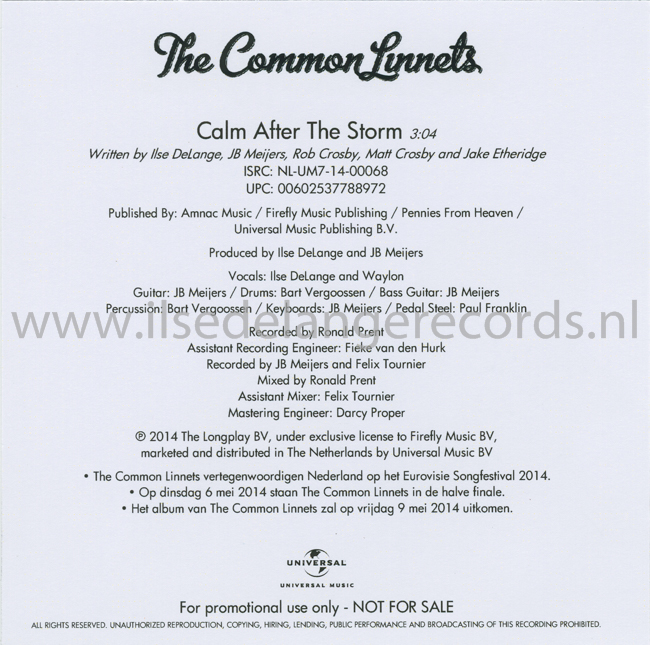 The Common Linnets
Calm After The Storm 3:04
Written by Ilse DeLange, JB Meijers, Rob Crosby, Matt Crosby and Jake Etheridge
ISRC: NL-UM7-14-00068
UPC: 00602537788972
Published By: Amnac Music / Firefly Music Publishing / Pennies From Heaven /
Universal Music Publishing B.V.
Produced by Ilse DeLange and JB Meijers
Vocals: Ilse DeLange and Waylon
Guitar: JB Meijers / Drums: Bart Vergoossen / Bass Guitar: JB Meijers
Percussion: Bart Vergoossen / Keyboards: JB Meijers / Pedal Steel: Paul Franklin
www.ilsedelangerecords.nl
Recorded by Ronald Prent
Assistant Recording Engineer: Fieke van den Hurk
Recorded by JB Meijers and Felix Tournier
Mixed by Ronald Prent
Assistant Mixer: Felix Tournier
Mastering Engineer: Darcy Proper
℗ 2014 The Longplay BV, under exclusive license to Firefly Music BV,
marketed and distributed in The Netherlands by Universal Music BV
• The Common Linnets vertegenwoordigen Nederland op het Eurovisie Songfestival 2014.
• Op dinsdag 6 mei 2014 staan The Common Linnets in de halve finale.
• Het album van The Common Linnets zal op vrijdag 9 mei 2014 uitkomen.
UNIVERSAL
UNIVERSAL MUSIC
For promotional use only - NOT FOR SALE
ALL RIGHTS RESERVED. UNAUTHORIZED REPRODUCTION, COPYING, HIRING, LENDING, PUBLIC PERFORMANCE AND BROADCASTING OF THIS RECORDING PROHIBITED.